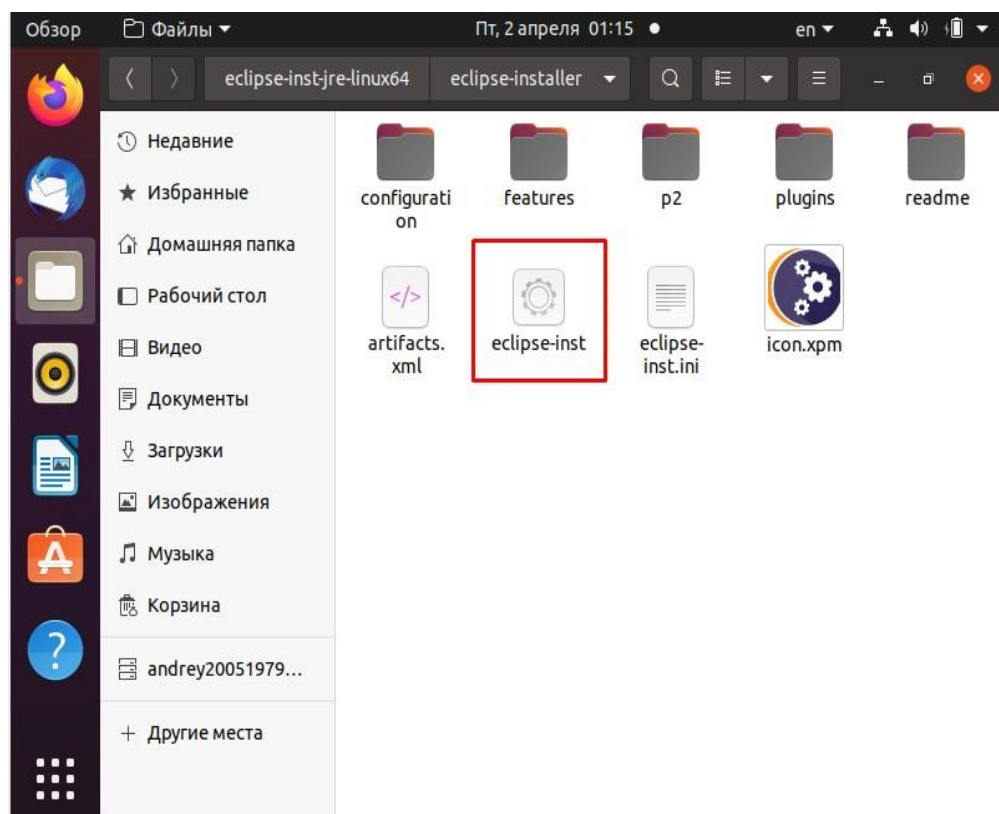 Обзор
Файлы
Пт, 2 апреля 01:15
en
eclipse-inst-jre-linux64
eclipse-installer
Недавние
Избранные
Домашняя папка
Рабочий стол
Видео
Документы
Загрузки
Изображения
Музыка
Корзина
andrey20051979...
+ Другие места
configurati
on
features
p2
plugins
readme
</>
artifacts.
xml
eclipse-inst
eclipse-
inst.ini
icon.xpm